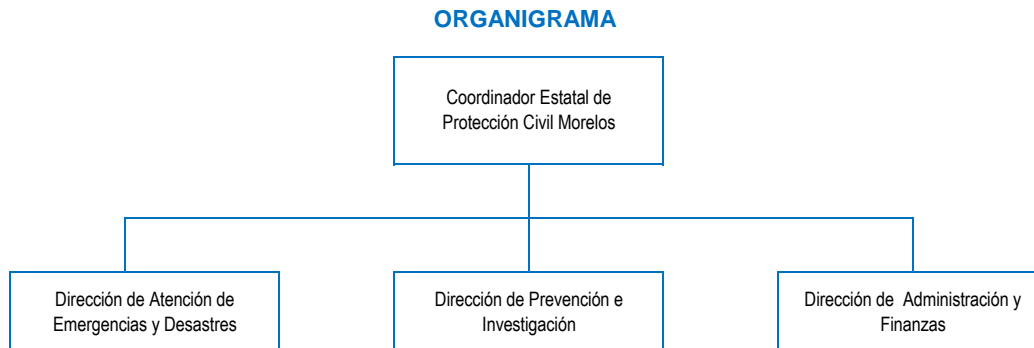 ORGANIGRAMA
Coordinador Estatal de
Protección Civil Morelos
Dirección de Atención de
Emergencias y Desastres
Dirección de Prevención e
Investigación
Dirección de  Administración y
Finanzas